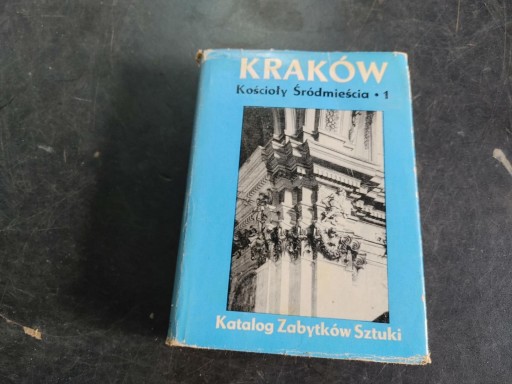 KRAKÓW
Kościoły Śródmieścia • 1
Katalog Zabytków Sztuki